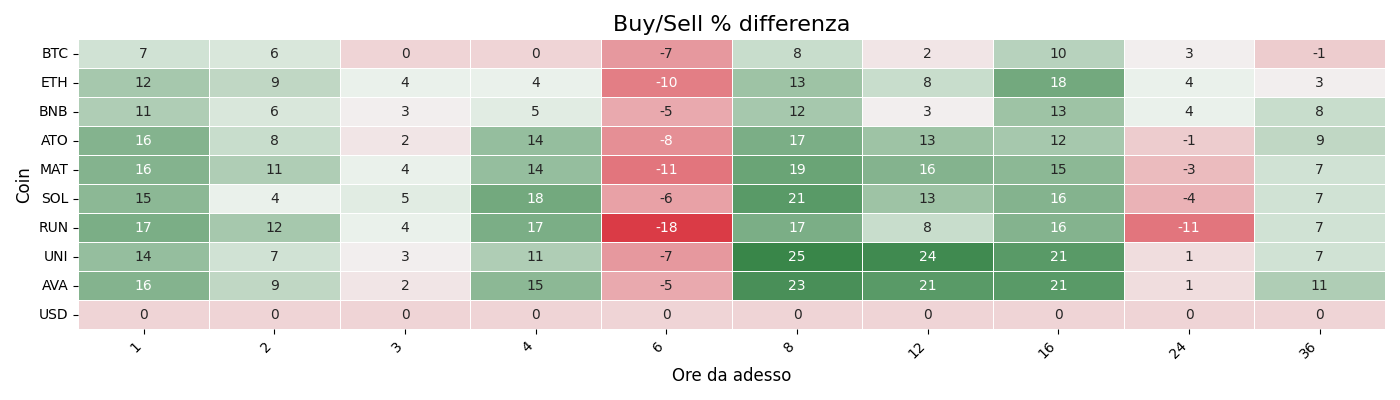 Buy/Sell % differenza
Coin
BTC 7 6 0 0 -7 8 2 10 3 -1
ETH 12 9 4 4 -10 13 8 18 4 3
BNB 11 6 3 5 -5 12 3 13 4 8
ATO 16 8 2 14 -8 17 13 12 -1 9
MAT 16 11 4 14 -11 19 16 15 -3 7
SOL 15 4 5 18 -6 21 13 16 -4 7
RUN 17 12 4 17 -18 17 8 16 -11 7
UNI 14 7 3 11 -7 25 24 21 1 7
AVA 16 9 2 15 -5 23 21 21 1 11
USD 0 0 0 0 0 0 0 0 0 0
1 2 3 4 6 8 12 16 24 36
Ore da adesso